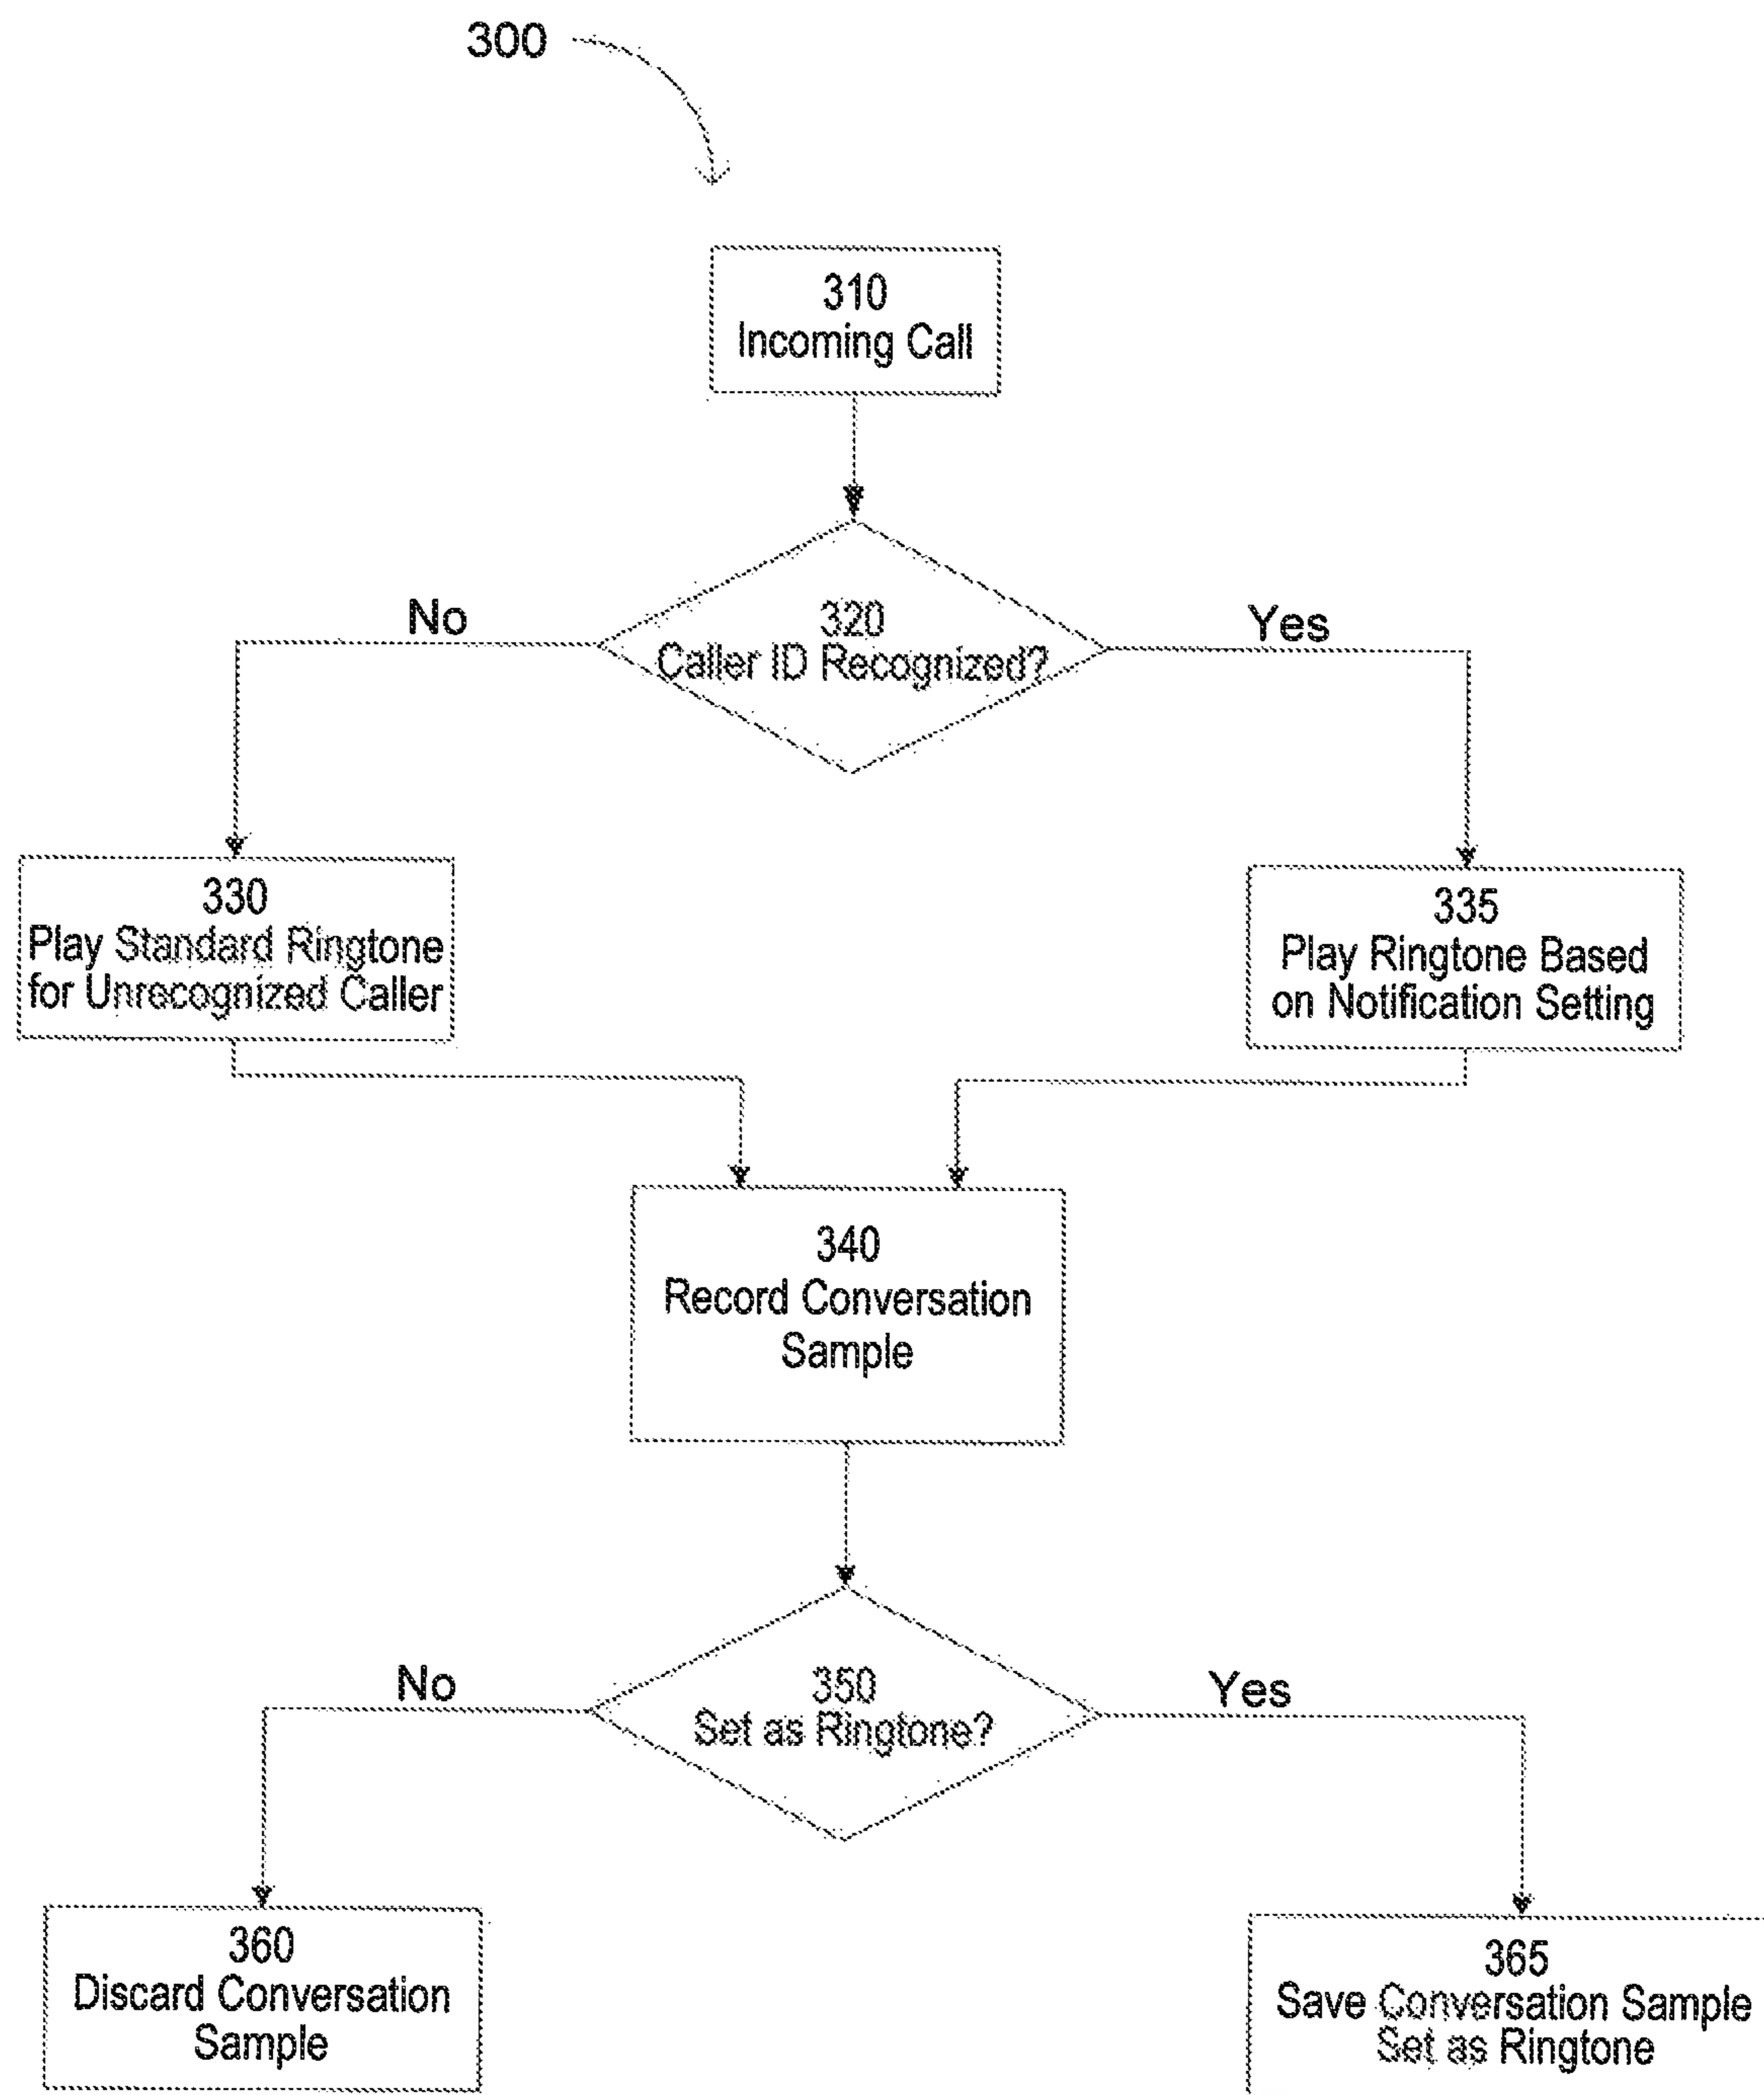 300
310
Incoming Call
320
Caller ID Recognized?
No
Yes
330
Play Standard Ringtone
for Unrecognized Caller
335
Play Ringtone Based
on Notification Setting
340
Record Conversation
Sample
350
Set as Ringtone?
No
Yes
360
Discard Conversation
Sample
365
Save Conversation Sample
Set as Ringtone